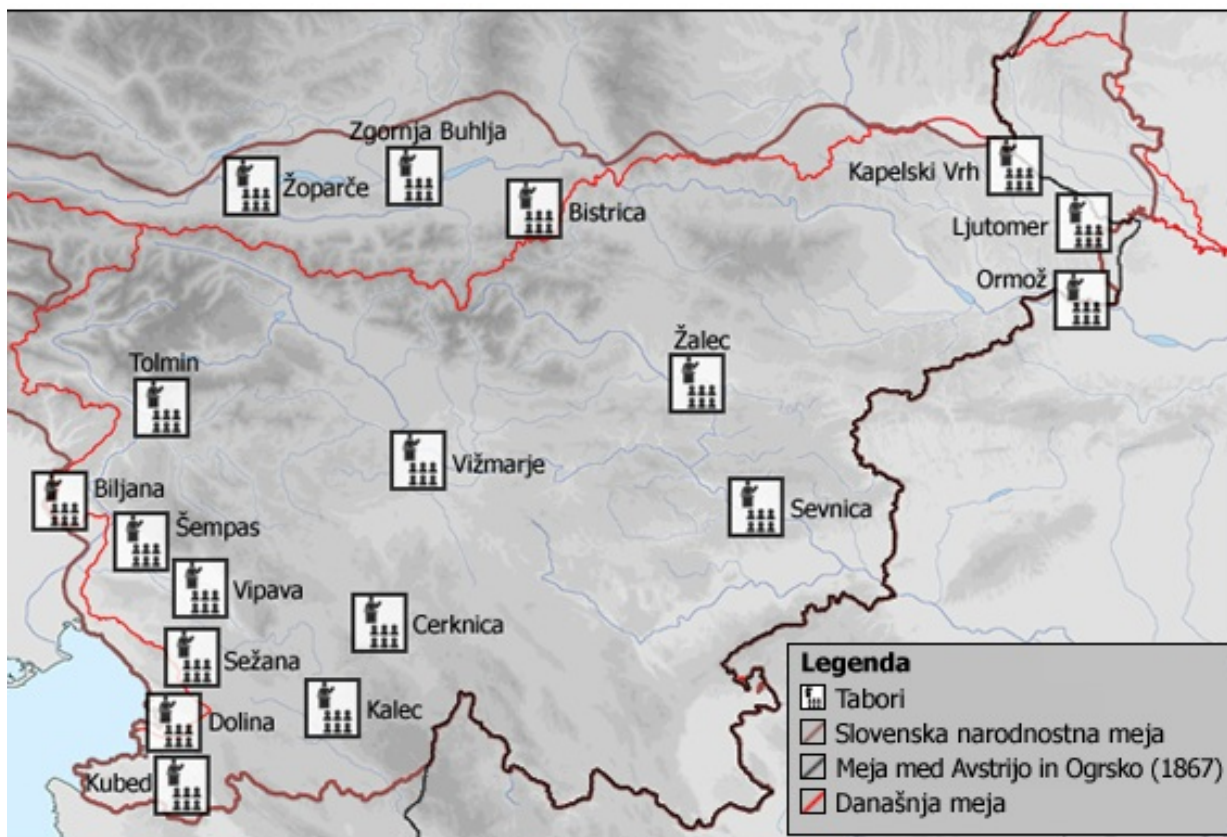 Zgornja Buhlja
Žoparče
Bistrica
Kapelski Vrh
Ljutomer
Ormož
Tolmin
Žalec
Vižmarje
Biljana
Sevnica
Šempas
Vipava
Cerknica
Sežana
Kalec
Dolina
Kubed
Legenda
Tabori
Slovenska narodnostna meja
Meja med Avstrijo in Ogrsko (1867)
Današnja meja